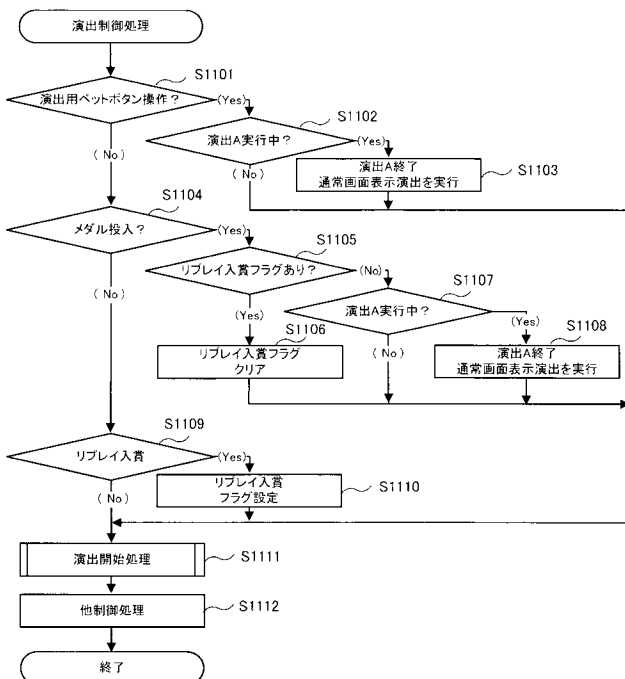 演出制御処理
S1101
演出用ベットボタン操作？
(Yes)
S1102
(No)
演出A実行中？
(Yes)
演出A終了
通常画面表示演出を実行
S1103
(No)
S1104
メダル投入？
(Yes)
S1105
リプレイ入賞フラグあり？
(No)
S1107
(No)
(Yes)
演出A実行中？
(Yes)
S1106
S1108
リプレイ入賞フラグ
クリア
(No)
演出A終了
通常画面表示演出を実行
S1109
リプレイ入賞
(Yes)
リプレイ入賞
フラグ設定
S1110
(No)
演出開始処理
S1111
他制御処理
S1112
終了